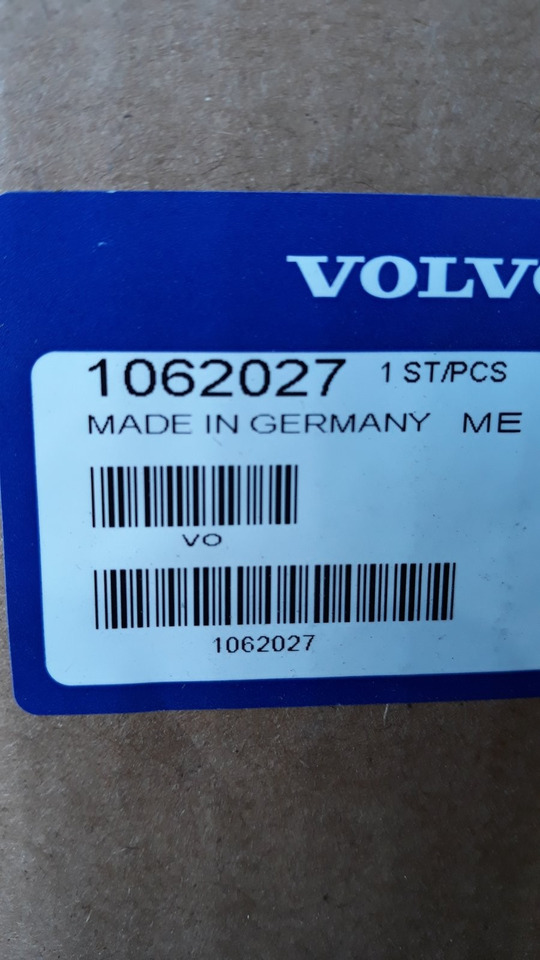 VOLVO
1062027 1 ST/PCS
MADE IN GERMANY ME
VO
1062027